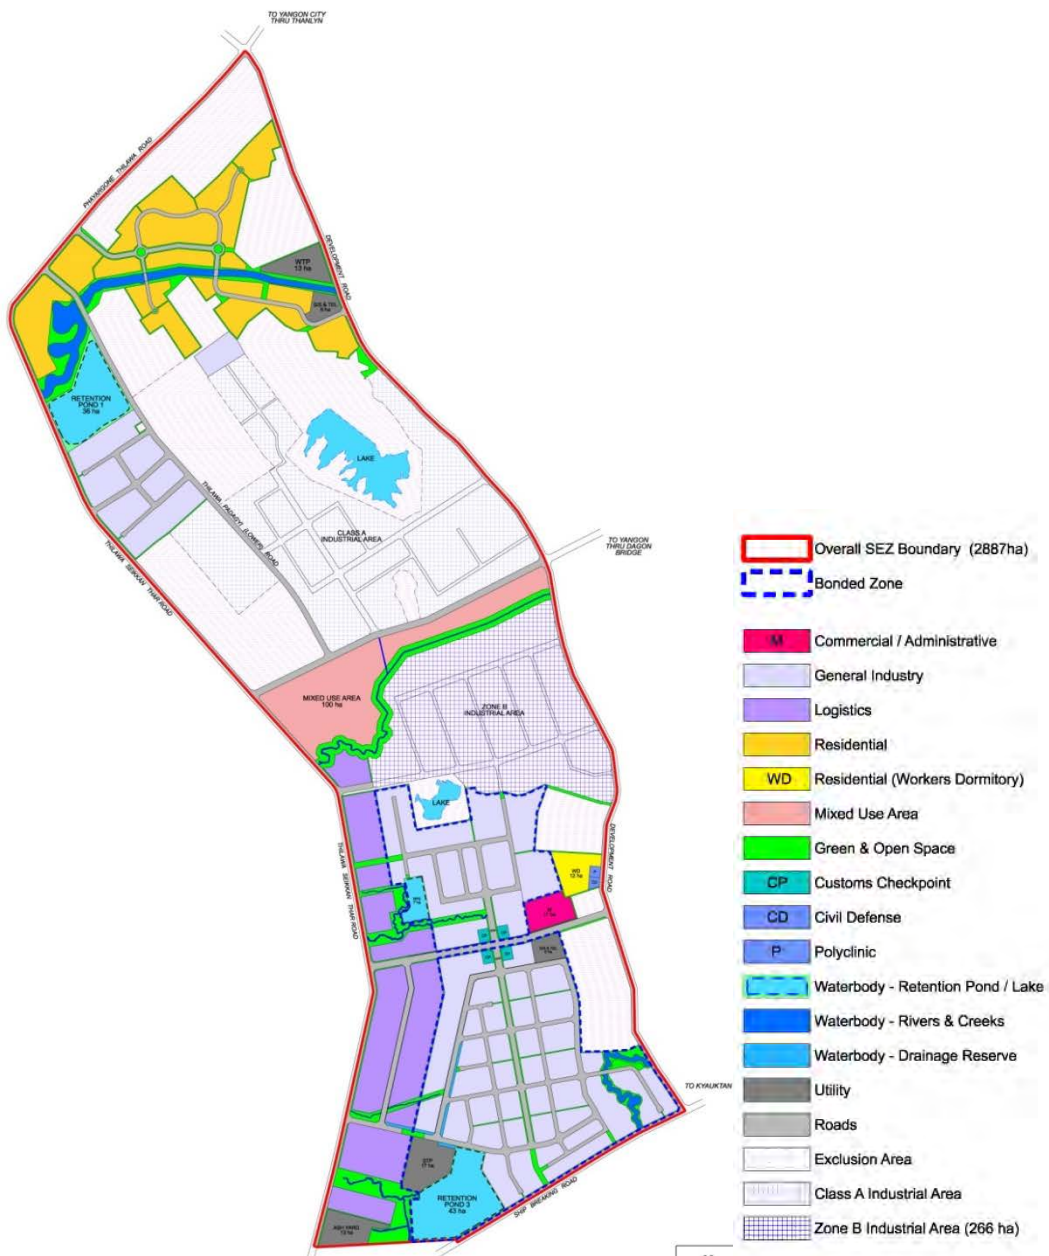 TO YANGON CITY
THRU THANLYN
PHAYARGONE THILAWA ROAD
DEVELOPMENT ROAD
WTP
13 ha
RETENTION
POND 1
36 ha
LAKE
THILAWA SEIKKAN THAR ROAD
CLASS A
INDUSTRIAL AREA
TO YANGON
THRU DAGON
BRIDGE
MIXED USE AREA
100 ha
ZONE B
INDUSTRIAL AREA
LAKE
THILAWA SEIKKAN THAR ROAD
DEVELOPMENT ROAD
WD
TO KYAUKTAN
STP
RETENTION
POND 3
43 ha
ASH YARD
SHIP BREAKING ROAD
Overall SEZ Boundary (2887ha)
Bonded Zone
M Commercial / Administrative
General Industry
Logistics
Residential
WD Residential (Workers Dormitory)
Mixed Use Area
Green & Open Space
CP Customs Checkpoint
CD Civil Defense
P Polyclinic
Waterbody - Retention Pond / Lake
Waterbody - Rivers & Creeks
Waterbody - Drainage Reserve
Utility
Roads
Exclusion Area
Class A Industrial Area
Zone B Industrial Area (266 ha)